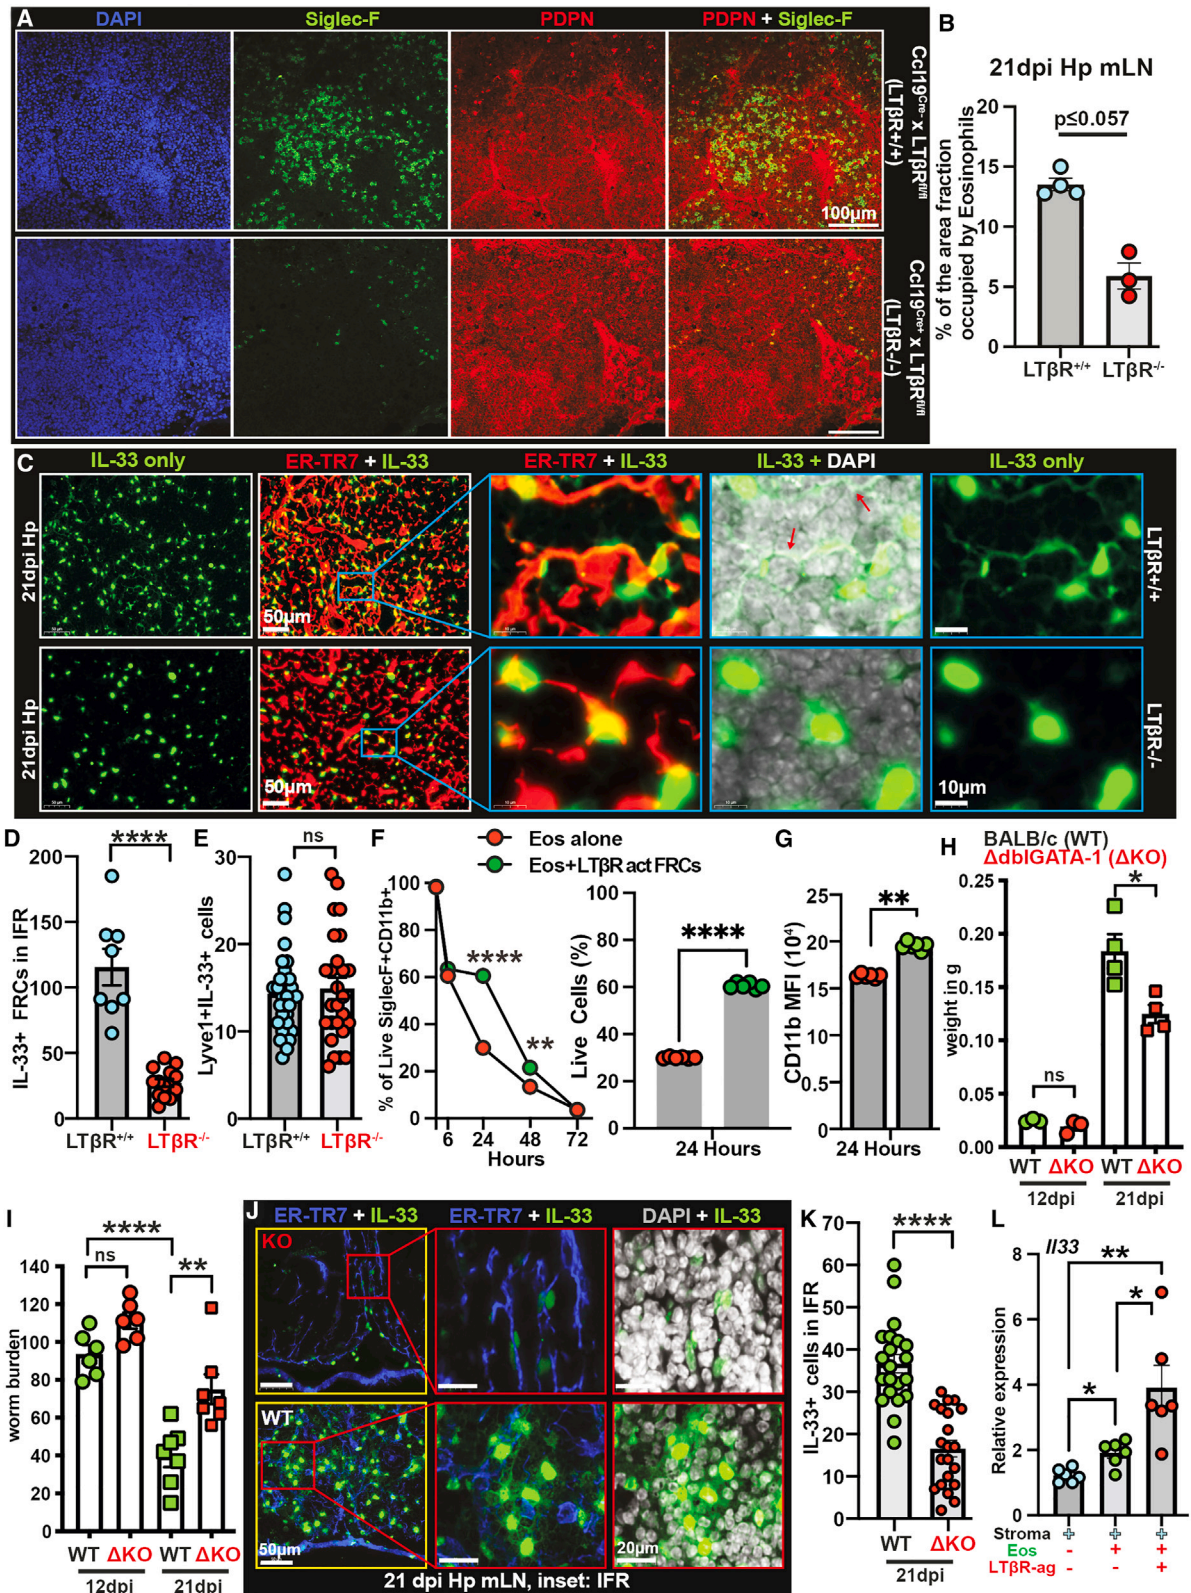 A
DAPI
Siglec-F
PDPN
PDPN + Siglec-F
Ccl19Cre- x LTβRfl/fl
(LTβR+/+)
100µm
Ccl19Cre+ x LTβRfl/fl
(LTβR-/-)
B
21dpi Hp mLN
p≤0.057
% of the area fraction
occupied by Eosinophils
20
15
10
5
0
LTβR+/+
LTβR-/-
C
IL-33 only
ER-TR7 + IL-33
ER-TR7 + IL-33
IL-33 + DAPI
IL-33 only
21dpi Hp
50µm
LTβR+/+
21dpi Hp
50µm
10µm
LTβR-/-
D
****
IL-33+ FRCs in IFR
200
150
100
50
0
LTβR+/+
LTβR-/-
E
ns
Lyve1+IL-33+ cells
30
20
10
0
LTβR+/+
LTβR-/-
F
Eos alone
Eos+LTβR act FRCs
% of Live SiglecF+CD11b+
100
80
60
40
20
0
****
**
6
24
48
72
Hours
Live Cells (%)
100
80
60
40
20
0
****
24 Hours
G
CD11b MFI (10⁴)
25
20
15
10
5
0
**
24 Hours
H
BALB/c (WT)
ΔdblGATA-1 (ΔKO)
weight in g
0.25
0.20
0.15
0.10
0.05
0.00
ns
*
WT
ΔKO
WT
ΔKO
12dpi
21dpi
I
worm burden
140
120
100
80
60
40
20
0
****
ns
**
WT
ΔKO
WT
ΔKO
12dpi
21dpi
J
ER-TR7 + IL-33
ER-TR7 + IL-33
DAPI + IL-33
KO
50µm
WT
50µm
20µm
21 dpi Hp mLN, inset: IFR
K
IL-33+ cells in IFR
70
60
50
40
30
20
10
0
****
WT
ΔKO
21dpi
L
Il33
Relative expression
8
6
4
2
0
**
*
*
Stroma + + +
Eos - + +
LTβR-ag - - +